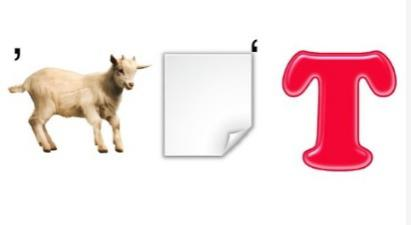 , ‘ T